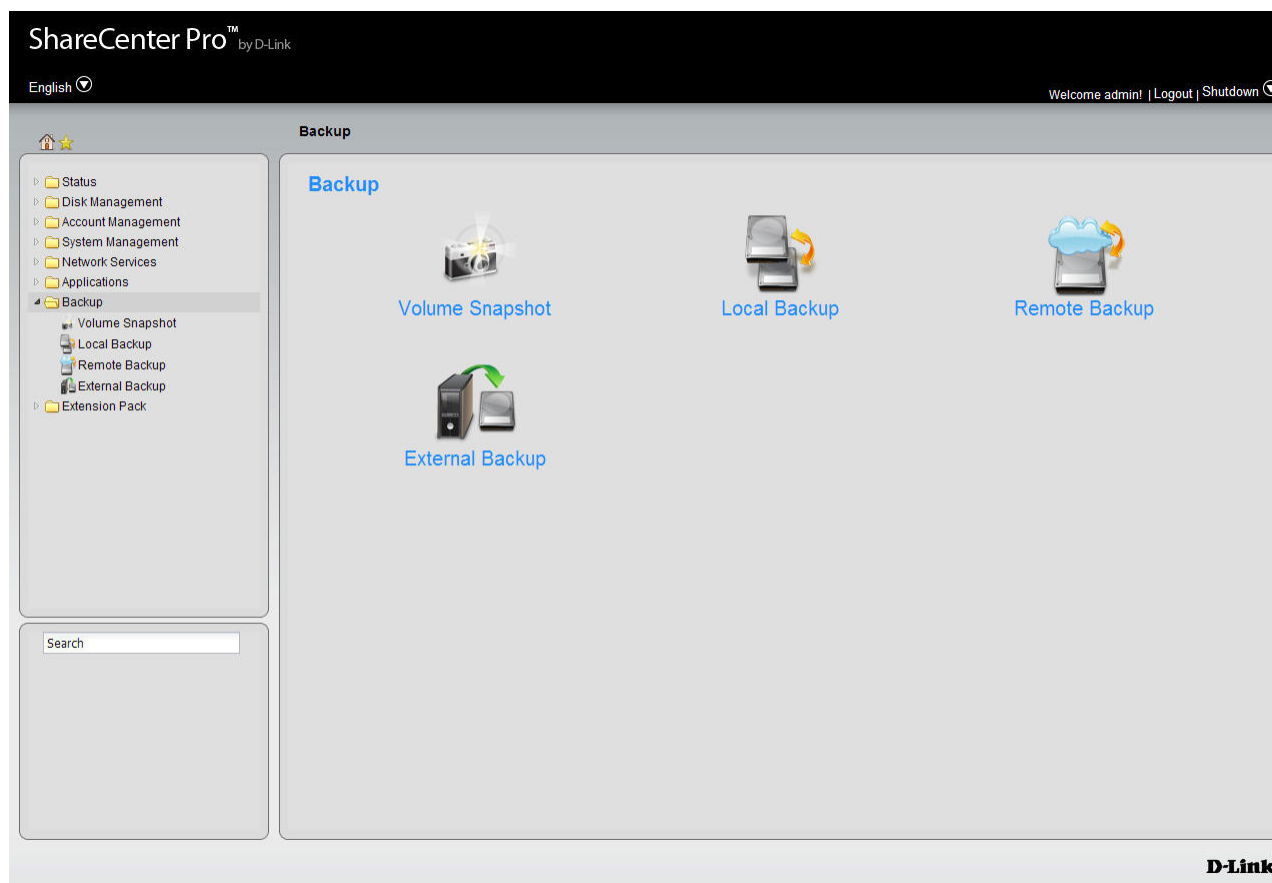 ShareCenter Pro™ by D-Link
English
Welcome admin! | Logout | Shutdown
Backup
Status
Disk Management
Account Management
System Management
Network Services
Applications
Backup
Volume Snapshot
Local Backup
Remote Backup
External Backup
Extension Pack
Search
Backup
Volume Snapshot
Local Backup
Remote Backup
External Backup
D-Link